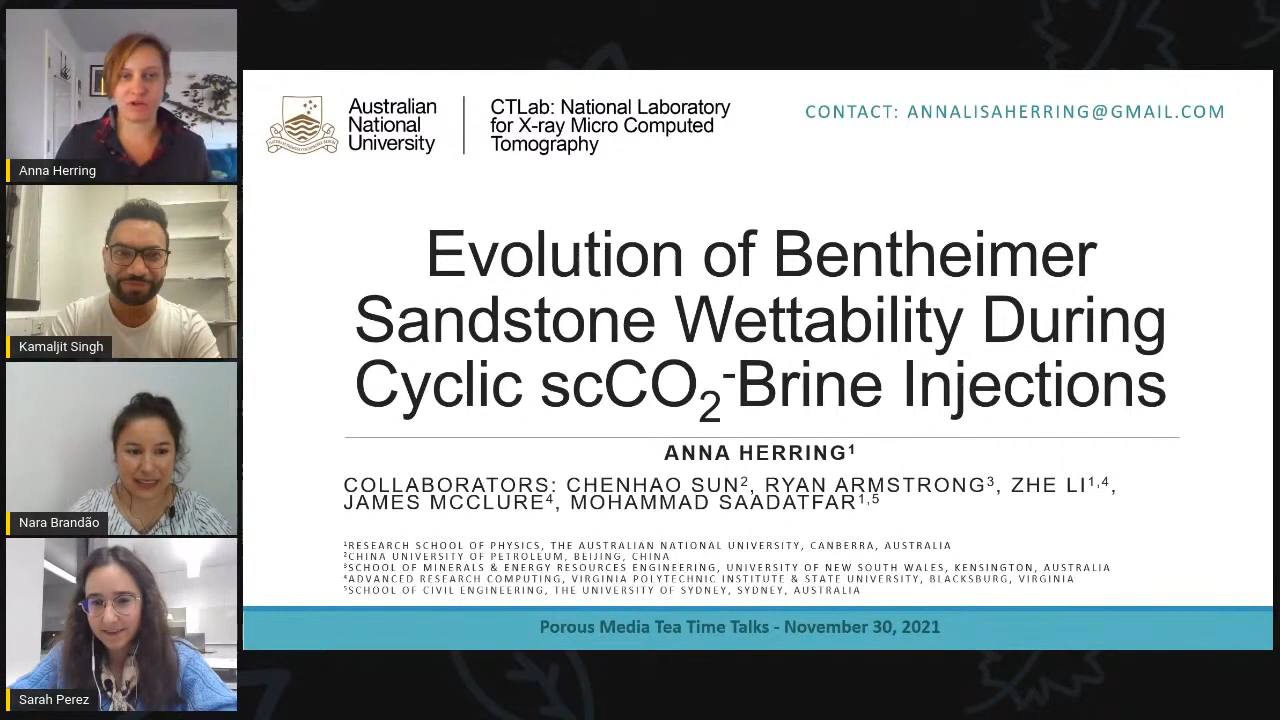 Anna Herring
Kamaljit Singh
Nara Brandão
Sarah Perez
Australian
National
University
CTLab: National Laboratory
for X-ray Micro Computed
Tomography
CONTACT: ANNALISAHERRING@GMAIL.COM
Evolution of Bentheimer
Sandstone Wettability During
Cyclic scCO₂-Brine Injections
ANNA HERRING¹
COLLABORATORS: CHENHAO SUN², RYAN ARMSTRONG³, ZHE LI¹,⁴,
JAMES MCCLURE⁴, MOHAMMAD SAADATFAR¹,⁵
¹RESEARCH SCHOOL OF PHYSICS, THE AUSTRALIAN NATIONAL UNIVERSITY, CANBERRA, AUSTRALIA
²CHINA UNIVERSITY OF PETROLEUM, BEIJING, CHINA
³SCHOOL OF MINERALS & ENERGY RESOURCES ENGINEERING, UNIVERSITY OF NEW SOUTH WALES, KENSINGTON, AUSTRALIA
⁴ADVANCED RESEARCH COMPUTING, VIRGINIA POLYTECHNIC INSTITUTE & STATE UNIVERSITY, BLACKSBURG, VIRGINIA
⁵SCHOOL OF CIVIL ENGINEERING, THE UNIVERSITY OF SYDNEY, SYDNEY, AUSTRALIA
Porous Media Tea Time Talks - November 30, 2021